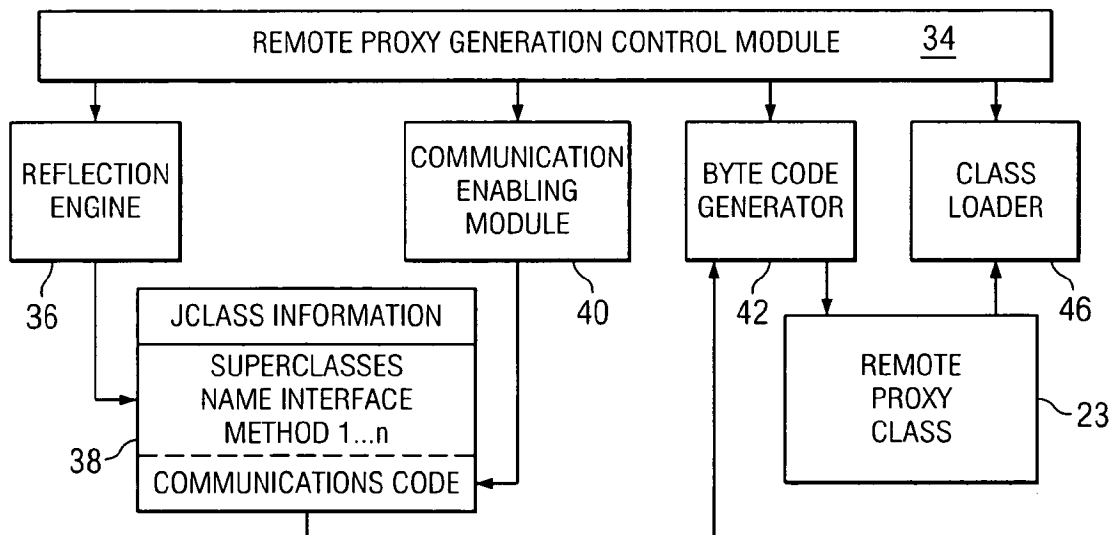 REMOTE PROXY GENERATION CONTROL MODULE 34
REFLECTION
ENGINE
COMMUNICATION
ENABLING
MODULE
BYTE CODE
GENERATOR
CLASS
LOADER
36
40
42
46
JCLASS INFORMATION
SUPERCLASSES
NAME INTERFACE
METHOD 1...n
COMMUNICATIONS CODE
38
REMOTE
PROXY
CLASS
23